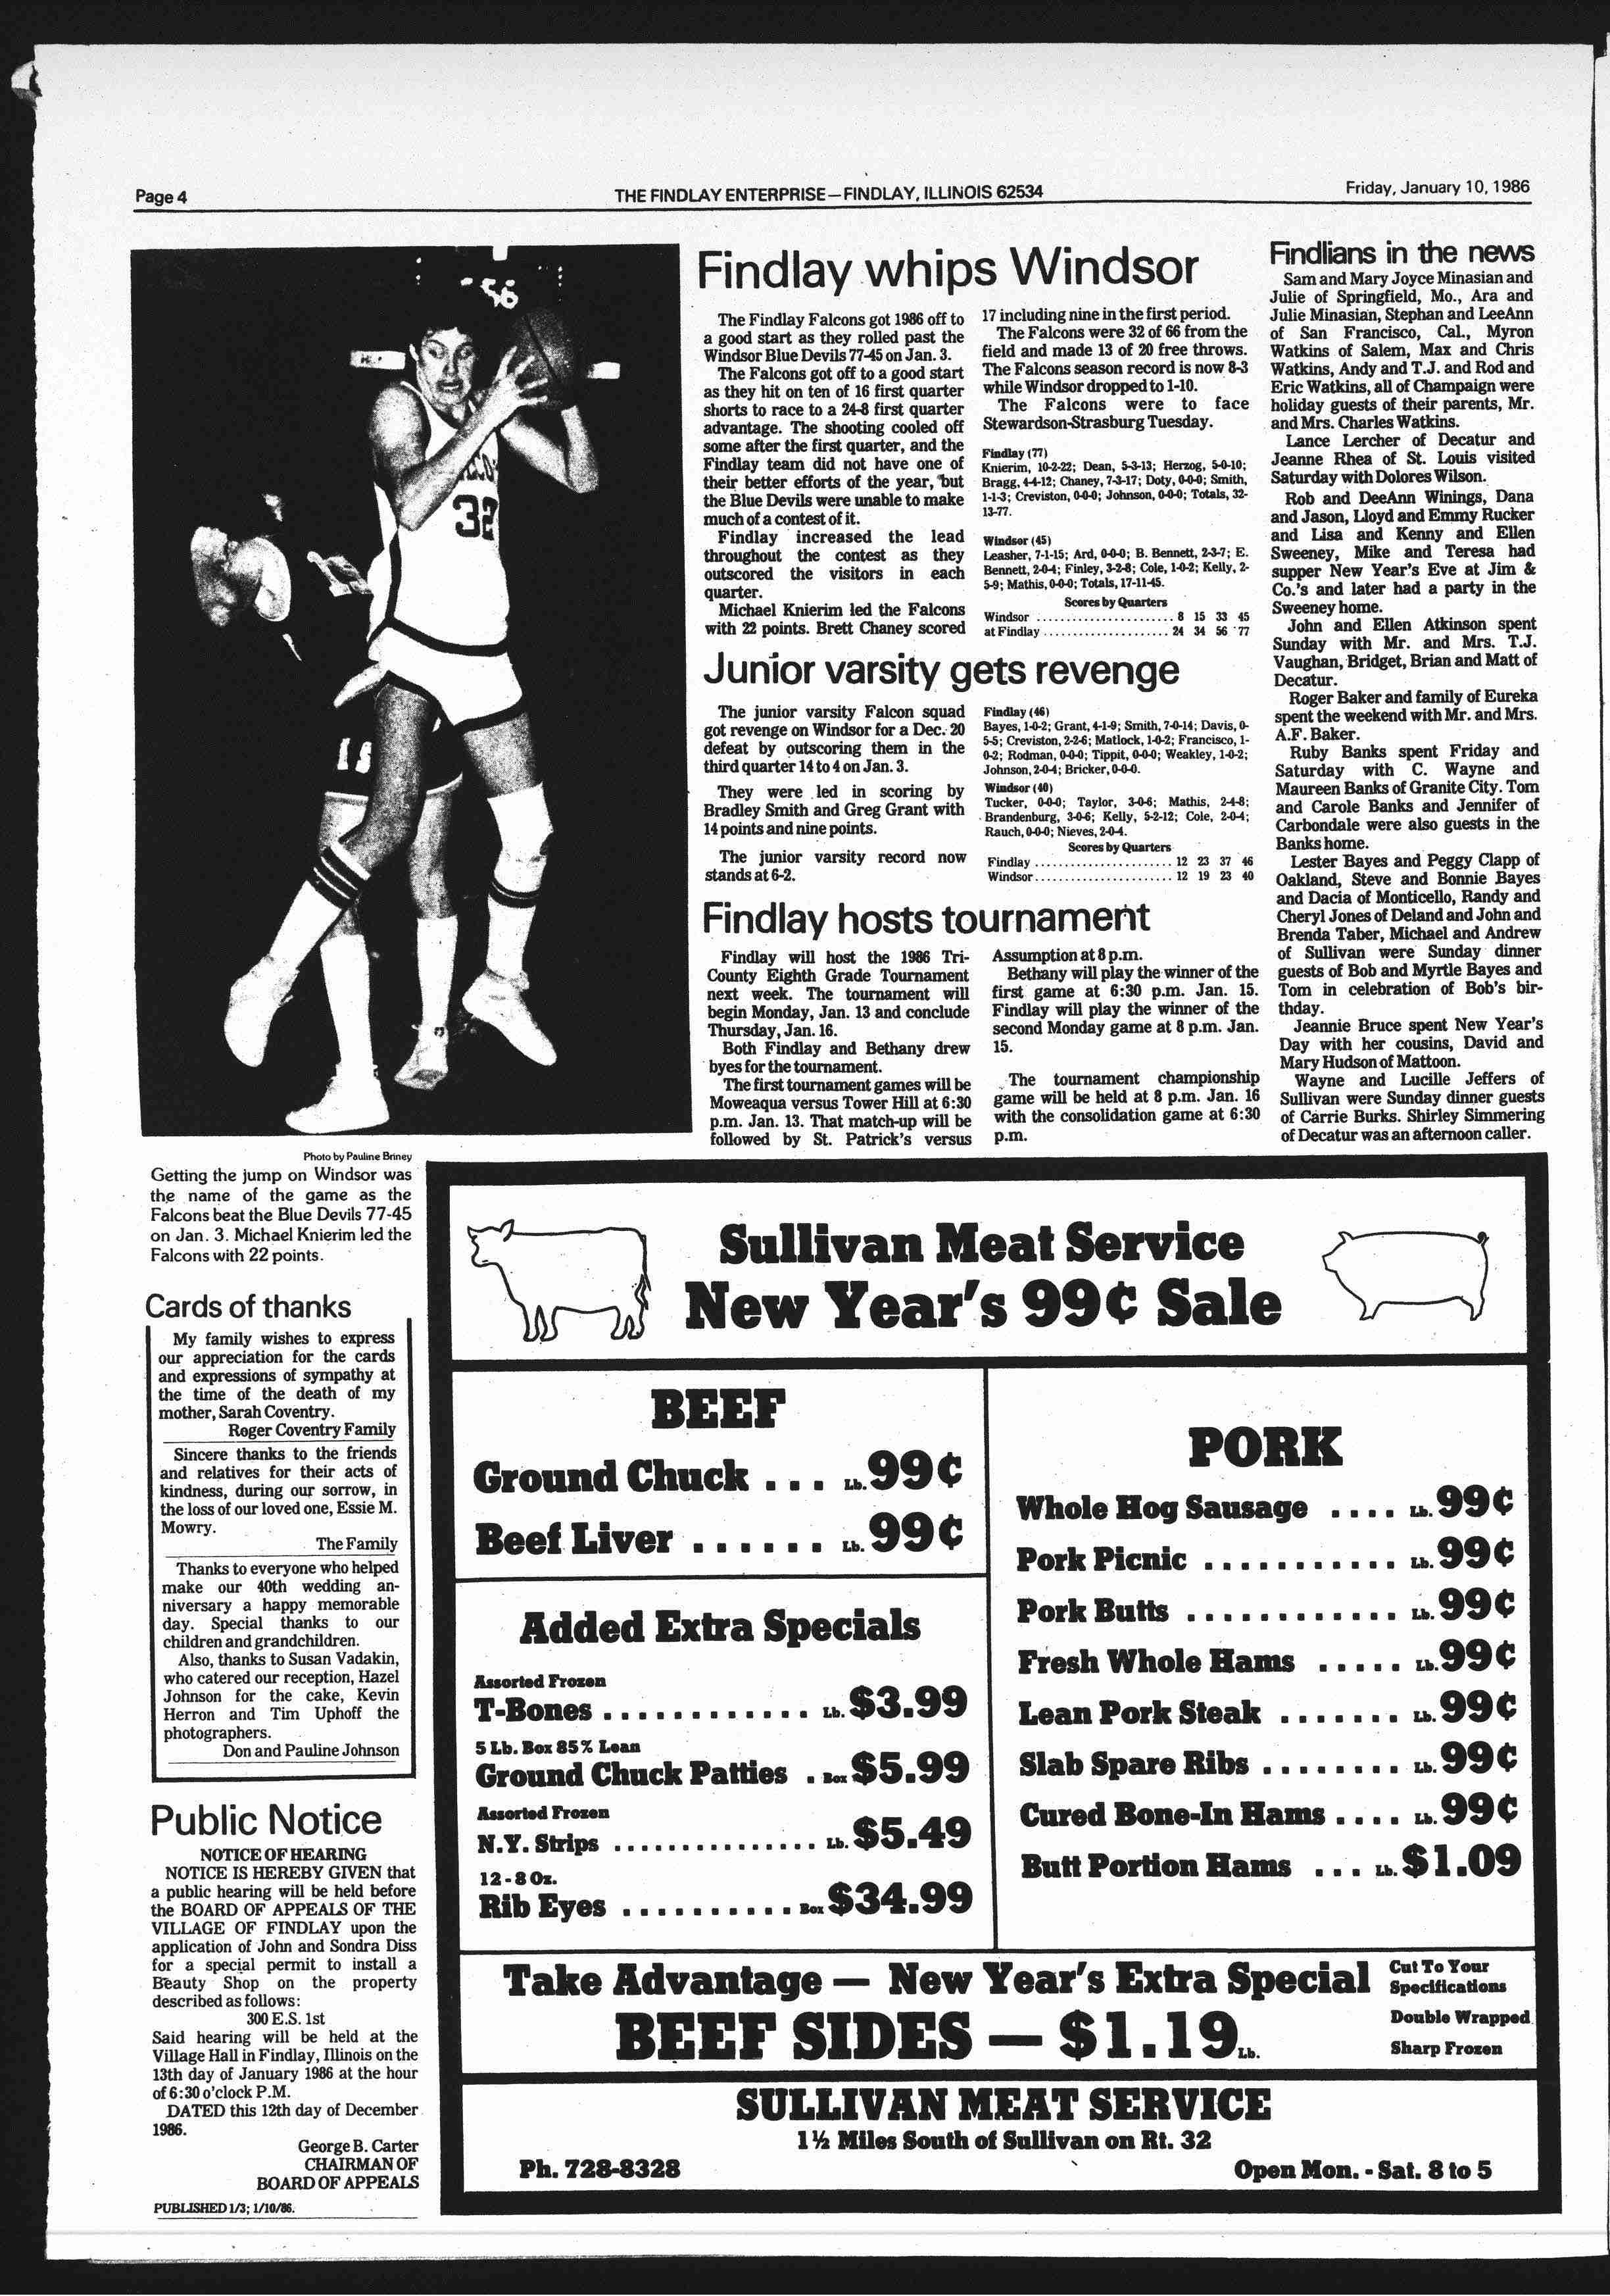 Page 4
THE FINDLAY ENTERPRISE—FINDLAY, ILLINOIS 62534
Friday, January 10, 1986
56
32
Photo by Pauline Briney
Getting the jump on Windsor was
the name of the game as the
Falcons beat the Blue Devils 77-45
on Jan. 3. Michael Knierim led the
Falcons with 22 points.
Cards of thanks
My family wishes to express
our appreciation for the cards
and expressions of sympathy at
the time of the death of my
mother, Sarah Coventry.
Roger Coventry Family
Sincere thanks to the friends
and relatives for their acts of
kindness, during our sorrow, in
the loss of our loved one, Essie M.
Mowry.
The Family
Thanks to everyone who helped
make our 40th wedding an-
niversary a happy memorable
day. Special thanks to our
children and grandchildren.
Also, thanks to Susan Vadakin,
who catered our reception, Hazel
Johnson for the cake, Kevin
Herron and Tim Uphoff the
photographers.
Don and Pauline Johnson
Public Notice
NOTICE OF HEARING
NOTICE IS HEREBY GIVEN that
a public hearing will be held before
the BOARD OF APPEALS OF THE
VILLAGE OF FINDLAY upon the
application of John and Sondra Diss
for a special permit to install a
Beauty Shop on the property
described as follows:
300 E.S. 1st
Said hearing will be held at the
Village Hall in Findlay, Illinois on the
13th day of January 1986 at the hour
of 6:30 o'clock P.M.
DATED this 12th day of December
1986.
George B. Carter
CHAIRMAN OF
BOARD OF APPEALS
PUBLISHED 1/3; 1/10/86.
Findlay whips Windsor
The Findlay Falcons got 1986 off to
a good start as they rolled past the
Windsor Blue Devils 77-45 on Jan. 3.
The Falcons got off to a good start
as they hit on ten of 16 first quarter
shorts to race to a 24-8 first quarter
advantage. The shooting cooled off
some after the first quarter, and the
Findlay team did not have one of
their better efforts of the year, but
the Blue Devils were unable to make
much of a contest of it.
Findlay increased the lead
throughout the contest as they
outscored the visitors in each
quarter.
Michael Knierim led the Falcons
with 22 points. Brett Chaney scored
17 including nine in the first period.
The Falcons were 32 of 66 from the
field and made 13 of 20 free throws.
The Falcons season record is now 8-3
while Windsor dropped to 1-10.
The Falcons were to face
Stewardson-Strasburg Tuesday.
Findlay (77)
Knierim, 10-2-22; Dean, 5-3-13; Herzog, 5-0-10;
Bragg, 4-4-12; Chaney, 7-3-17; Doty, 0-0-0; Smith,
1-1-3; Creviston, 0-0-0; Johnson, 0-0-0; Totals, 32-
13-77.
Windsor (45)
Leasher, 7-1-15; Ard, 0-0-0; B. Bennett, 2-3-7; E.
Bennett, 2-0-4; Finley, 3-2-8; Cole, 1-0-2; Kelly, 2-
5-9; Mathis, 0-0-0; Totals, 17-11-45.
Scores by Quarters
Windsor ...................... 8 15 33 45
at Findlay .................... 24 34 56 77
Junior varsity gets revenge
The junior varsity Falcon squad
got revenge on Windsor for a Dec. 20
defeat by outscoring them in the
third quarter 14 to 4 on Jan. 3.
They were led in scoring by
Bradley Smith and Greg Grant with
14 points and nine points.
The junior varsity record now
stands at 6-2.
Findlay (46)
Bayes, 1-0-2; Grant, 4-1-9; Smith, 7-0-14; Davis, 0-
5-5; Creviston, 2-2-6; Matlock, 1-0-2; Francisco, 1-
0-2; Rodman, 0-0-0; Tippit, 0-0-0; Weakley, 1-0-2;
Johnson, 2-0-4; Bricker, 0-0-0.
Windsor (40)
Tucker, 0-0-0; Taylor, 3-0-6; Mathis, 2-4-8;
Brandenburg, 3-0-6; Kelly, 5-2-12; Cole, 2-0-4;
Rauch, 0-0-0; Nieves, 2-0-4.
Scores by Quarters
Findlay ....................... 12 23 37 46
Windsor ....................... 12 19 23 40
Findlay hosts tournament
Findlay will host the 1986 Tri-
County Eighth Grade Tournament
next week. The tournament will
begin Monday, Jan. 13 and conclude
Thursday, Jan. 16.
Both Findlay and Bethany drew
byes for the tournament.
The first tournament games will be
Moweaqua versus Tower Hill at 6:30
p.m. Jan. 13. That match-up will be
followed by St. Patrick's versus
Assumption at 8 p.m.
Bethany will play the winner of the
first game at 6:30 p.m. Jan. 15.
Findlay will play the winner of the
second Monday game at 8 p.m. Jan.
15.
The tournament championship
game will be held at 8 p.m. Jan. 16
with the consolidation game at 6:30
p.m.
Findlians in the news
Sam and Mary Joyce Minasian and
Julie of Springfield, Mo., Ara and
Julie Minasian, Stephan and LeeAnn
of San Francisco, Cal., Myron
Watkins of Salem, Max and Chris
Watkins, Andy and T.J. and Rod and
Eric Watkins, all of Champaign were
holiday guests of their parents, Mr.
and Mrs. Charles Watkins.
Lance Lercher of Decatur and
Jeanne Rhea of St. Louis visited
Saturday with Dolores Wilson.
Rob and DeeAnn Winings, Dana
and Jason, Lloyd and Emmy Rucker
and Lisa and Kenny and Ellen
Sweeney, Mike and Teresa had
supper New Year's Eve at Jim &
Co.'s and later had a party in the
Sweeney home.
John and Ellen Atkinson spent
Sunday with Mr. and Mrs. T.J.
Vaughan, Bridget, Brian and Matt of
Decatur.
Roger Baker and family of Eureka
spent the weekend with Mr. and Mrs.
A.F. Baker.
Ruby Banks spent Friday and
Saturday with C. Wayne and
Maureen Banks of Granite City. Tom
and Carole Banks and Jennifer of
Carbondale were also guests in the
Banks home.
Lester Bayes and Peggy Clapp of
Oakland, Steve and Bonnie Bayes
and Dacia of Monticello, Randy and
Cheryl Jones of Deland and John and
Brenda Taber, Michael and Andrew
of Sullivan were Sunday dinner
guests of Bob and Myrtle Bayes and
Tom in celebration of Bob's bir-
thday.
Jeannie Bruce spent New Year's
Day with her cousins, David and
Mary Hudson of Mattoon.
Wayne and Lucille Jeffers of
Sullivan were Sunday dinner guests
of Carrie Burks. Shirley Simmering
of Decatur was an afternoon caller.
Sullivan Meat Service
New Year's 99¢ Sale
BEEF
Ground Chuck . . . Lb. 99¢
Beef Liver . . . . . . Lb. 99¢
Added Extra Specials
Assorted Frozen
T-Bones . . . . . . . . . . . . Lb. $3.99
5 Lb. Box 85% Lean
Ground Chuck Patties . Box $5.99
Assorted Frozen
N.Y. Strips . . . . . . . . . . . . . . Lb. $5.49
12 - 8 Oz.
Rib Eyes . . . . . . . . . . Box $34.99
PORK
Whole Hog Sausage . . . . Lb. 99¢
Pork Picnic . . . . . . . . . . . Lb. 99¢
Pork Butts . . . . . . . . . . . . Lb. 99¢
Fresh Whole Hams . . . . . Lb. 99¢
Lean Pork Steak . . . . . . . Lb. 99¢
Slab Spare Ribs . . . . . . . . Lb. 99¢
Cured Bone-In Hams . . . . Lb. 99¢
Butt Portion Hams . . . Lb. $1.09
Take Advantage — New Year's Extra Special
BEEF SIDES — $1.19 Lb.
Cut To Your
Specifications
Double Wrapped
Sharp Frozen
SULLIVAN MEAT SERVICE
1½ Miles South of Sullivan on Rt. 32
Ph. 728-8328
Open Mon. - Sat. 8 to 5